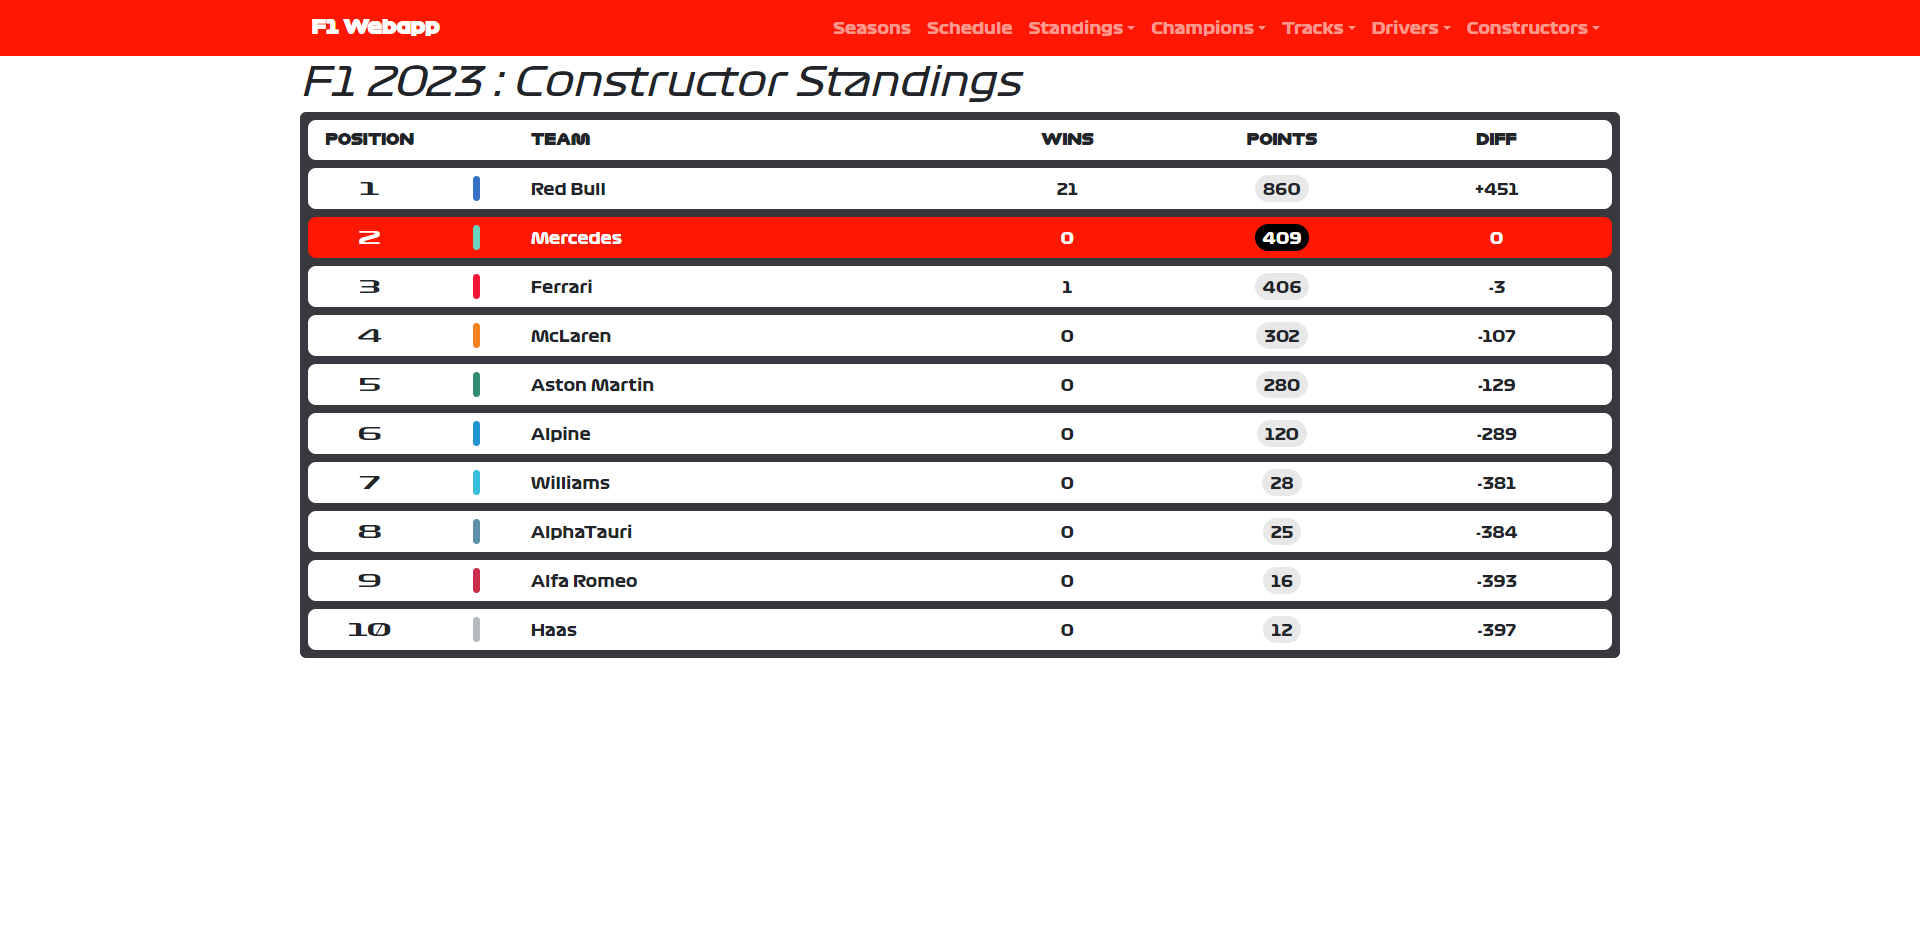 F1 Webapp Seasons Schedule Standings Champions Tracks Drivers Constructors
F1 2023 : Constructor Standings
POSITION TEAM WINS POINTS DIFF
1 Red Bull 21 860 +451
2 Mercedes 0 409 0
3 Ferrari 1 406 -3
4 McLaren 0 302 -107
5 Aston Martin 0 280 -129
6 Alpine 0 120 -289
7 Williams 0 28 -381
8 AlphaTauri 0 25 -384
9 Alfa Romeo 0 16 -393
10 Haas 0 12 -397